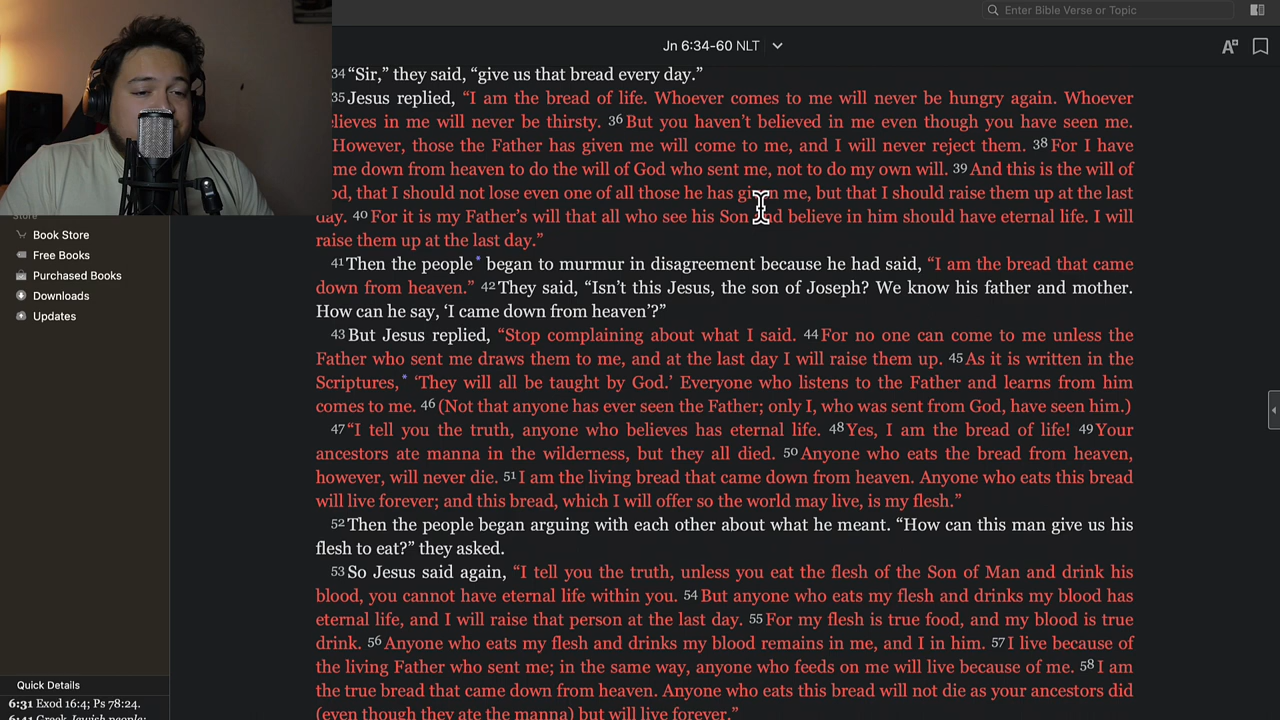 Enter Bible Verse or Topic
Jn 6:34-60 NLT
A
34 “Sir,” they said, “give us that bread every day.”
35 Jesus replied, “I am the bread of life. Whoever comes to me will never be hungry again. Whoever
elieves in me will never be thirsty. 36 But you haven’t believed in me even though you have seen me.
However, those the Father has given me will come to me, and I will never reject them. 38 For I have
me down from heaven to do the will of God who sent me, not to do my own will. 39 And this is the will of
od, that I should not lose even one of all those he has given me, but that I should raise them up at the last
day. 40 For it is my Father’s will that all who see his Son and believe in him should have eternal life. I will
raise them up at the last day.”
41 Then the people* began to murmur in disagreement because he had said, “I am the bread that came
down from heaven.” 42 They said, “Isn’t this Jesus, the son of Joseph? We know his father and mother.
How can he say, ‘I came down from heaven’?”
43 But Jesus replied, “Stop complaining about what I said. 44 For no one can come to me unless the
Father who sent me draws them to me, and at the last day I will raise them up. 45 As it is written in the
Scriptures,* ‘They will all be taught by God.’ Everyone who listens to the Father and learns from him
comes to me. 46 (Not that anyone has ever seen the Father; only I, who was sent from God, have seen him.)
47 “I tell you the truth, anyone who believes has eternal life. 48 Yes, I am the bread of life! 49 Your
ancestors ate manna in the wilderness, but they all died. 50 Anyone who eats the bread from heaven,
however, will never die. 51 I am the living bread that came down from heaven. Anyone who eats this bread
will live forever; and this bread, which I will offer so the world may live, is my flesh.”
52 Then the people began arguing with each other about what he meant. “How can this man give us his
flesh to eat?” they asked.
53 So Jesus said again, “I tell you the truth, unless you eat the flesh of the Son of Man and drink his
blood, you cannot have eternal life within you. 54 But anyone who eats my flesh and drinks my blood has
eternal life, and I will raise that person at the last day. 55 For my flesh is true food, and my blood is true
drink. 56 Anyone who eats my flesh and drinks my blood remains in me, and I in him. 57 I live because of
the living Father who sent me; in the same way, anyone who feeds on me will live because of me. 58 I am
the true bread that came down from heaven. Anyone who eats this bread will not die as your ancestors did
(even though they ate the manna) but will live forever.”
Store
Book Store
Free Books
Purchased Books
Downloads
Updates
Quick Details
6:31 Exod 16:4; Ps 78:24.
6:41 Greek Jewish people;